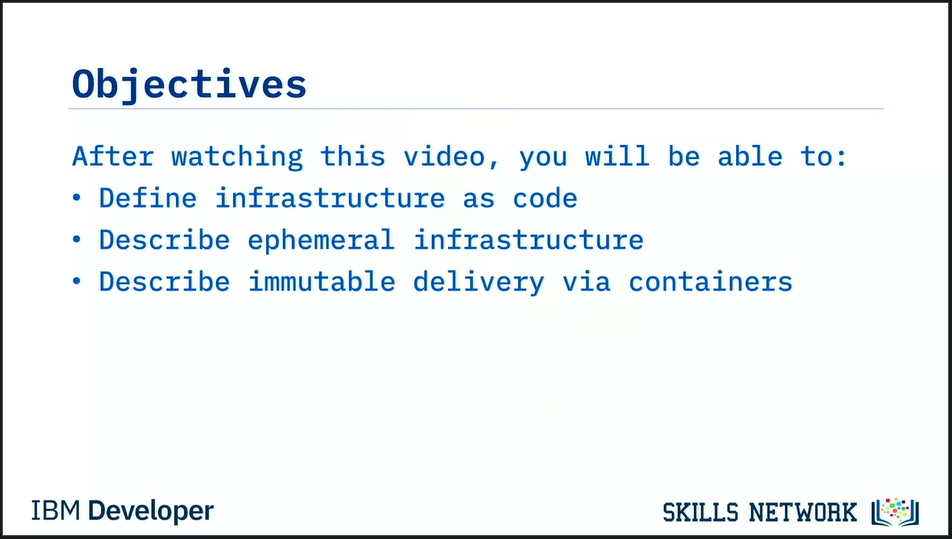 Objectives
After watching this video, you will be able to:
• Define infrastructure as code
• Describe ephemeral infrastructure
• Describe immutable delivery via containers
IBM Developer
SKILLS NETWORK